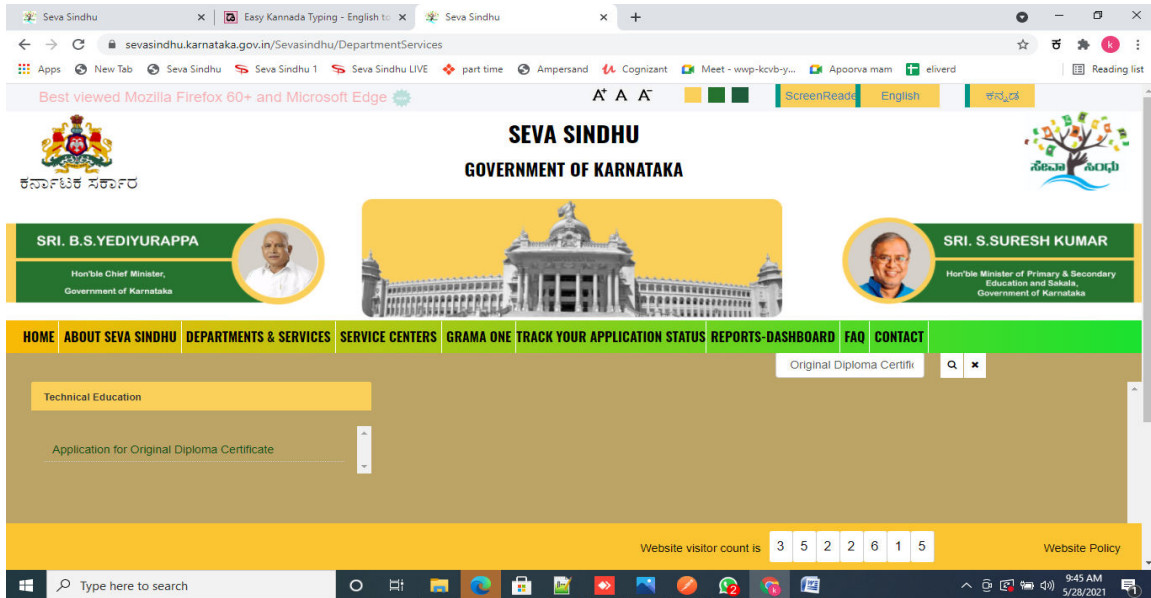 Seva Sindhu
Easy Kannada Typing - English to
Seva Sindhu
sevasindhu.karnataka.gov.in/Sevasindhu/DepartmentServices
ಕ
k
Apps New Tab Seva Sindhu Seva Sindhu 1 Seva Sindhu LIVE part time Ampersand Cognizant Meet - wwp-kcvb-y... Apoorva mam eliverd Reading list
Best viewed Mozilla Firefox 60+ and Microsoft Edge
A+ A A-
ScreenReade English ಕನ್ನಡ
SEVA SINDHU
GOVERNMENT OF KARNATAKA
ಕರ್ನಾಟಕ ಸರ್ಕಾರ
ಸೇವಾ ಸಿಂಧು
SRI. B.S.YEDIYURAPPA
Hon'ble Chief Minister,
Government of Karnataka
SRI. S.SURESH KUMAR
Hon'ble Minister of Primary & Secondary
Education and Sakala,
Government of Karnataka
HOME ABOUT SEVA SINDHU DEPARTMENTS & SERVICES SERVICE CENTERS GRAMA ONE TRACK YOUR APPLICATION STATUS REPORTS-DASHBOARD FAQ CONTACT
Original Diploma Certific
Technical Education
Application for Original Diploma Certificate
Website visitor count is 3 5 2 2 6 1 5
Website Policy
Type here to search
9:45 AM
5/28/2021